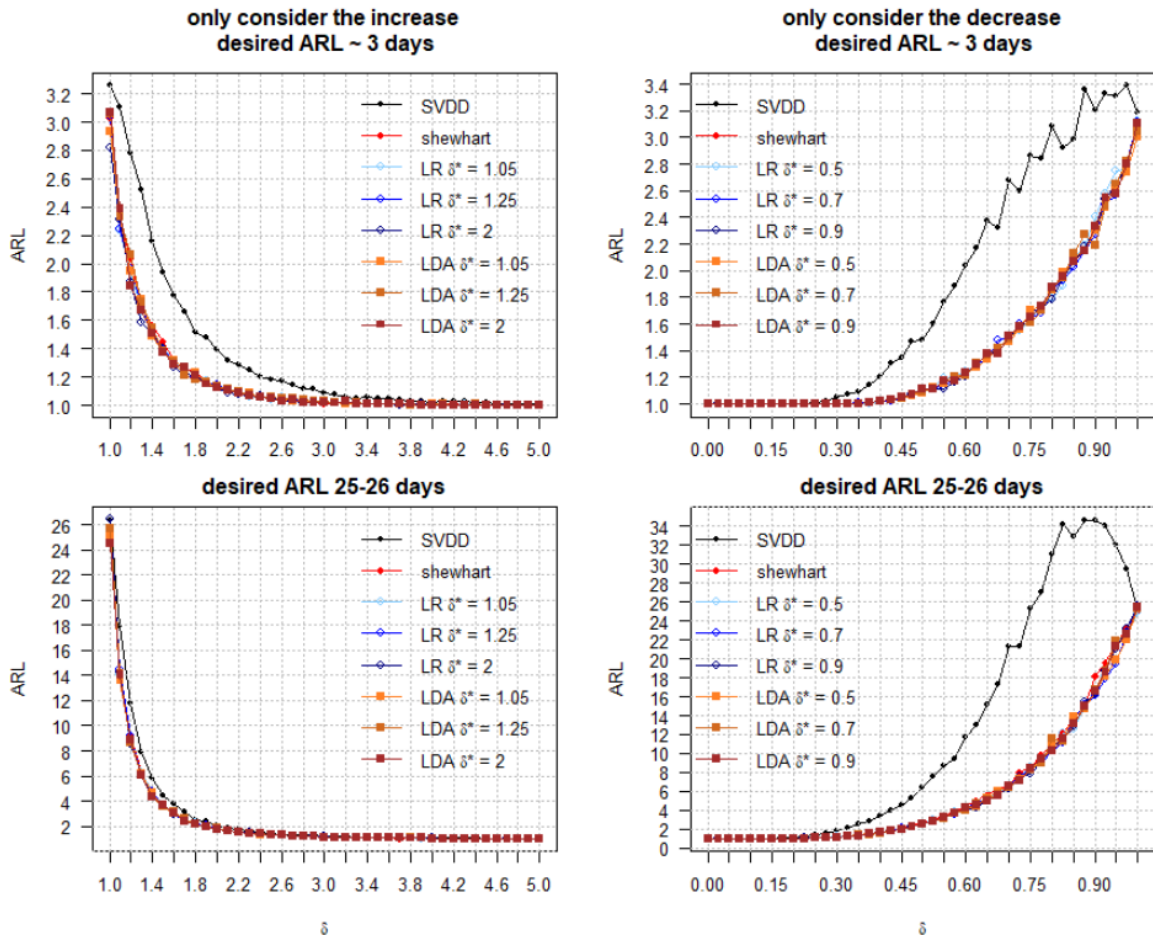 only consider the increase
desired ARL ~ 3 days
ARL
3.2
3.0
2.8
2.6
2.4
2.2
2.0
1.8
1.6
1.4
1.2
1.0
SVDD
shewhart
LR δ* = 1.05
LR δ* = 1.25
LR δ* = 2
LDA δ* = 1.05
LDA δ* = 1.25
LDA δ* = 2
1.0 1.4 1.8 2.2 2.6 3.0 3.4 3.8 4.2 4.6 5.0
only consider the decrease
desired ARL ~ 3 days
ARL
3.4
3.2
3.0
2.8
2.6
2.4
2.2
2.0
1.8
1.6
1.4
1.2
1.0
SVDD
shewhart
LR δ* = 0.5
LR δ* = 0.7
LR δ* = 0.9
LDA δ* = 0.5
LDA δ* = 0.7
LDA δ* = 0.9
0.00 0.15 0.30 0.45 0.60 0.75 0.90
desired ARL 25-26 days
ARL
26
24
22
20
18
16
14
12
10
8
6
4
2
SVDD
shewhart
LR δ* = 1.05
LR δ* = 1.25
LR δ* = 2
LDA δ* = 1.05
LDA δ* = 1.25
LDA δ* = 2
1.0 1.4 1.8 2.2 2.6 3.0 3.4 3.8 4.2 4.6 5.0
δ
desired ARL 25-26 days
ARL
34
32
30
28
26
24
22
20
18
16
14
12
10
8
6
4
2
0
SVDD
shewhart
LR δ* = 0.5
LR δ* = 0.7
LR δ* = 0.9
LDA δ* = 0.5
LDA δ* = 0.7
LDA δ* = 0.9
0.00 0.15 0.30 0.45 0.60 0.75 0.90
δ